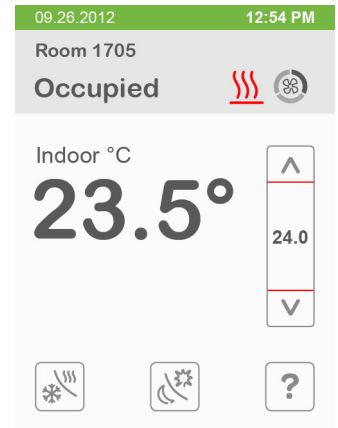 09.26.2012 12:54 PM
Room 1705
Occupied
Indoor °C
23.5°
24.0
?